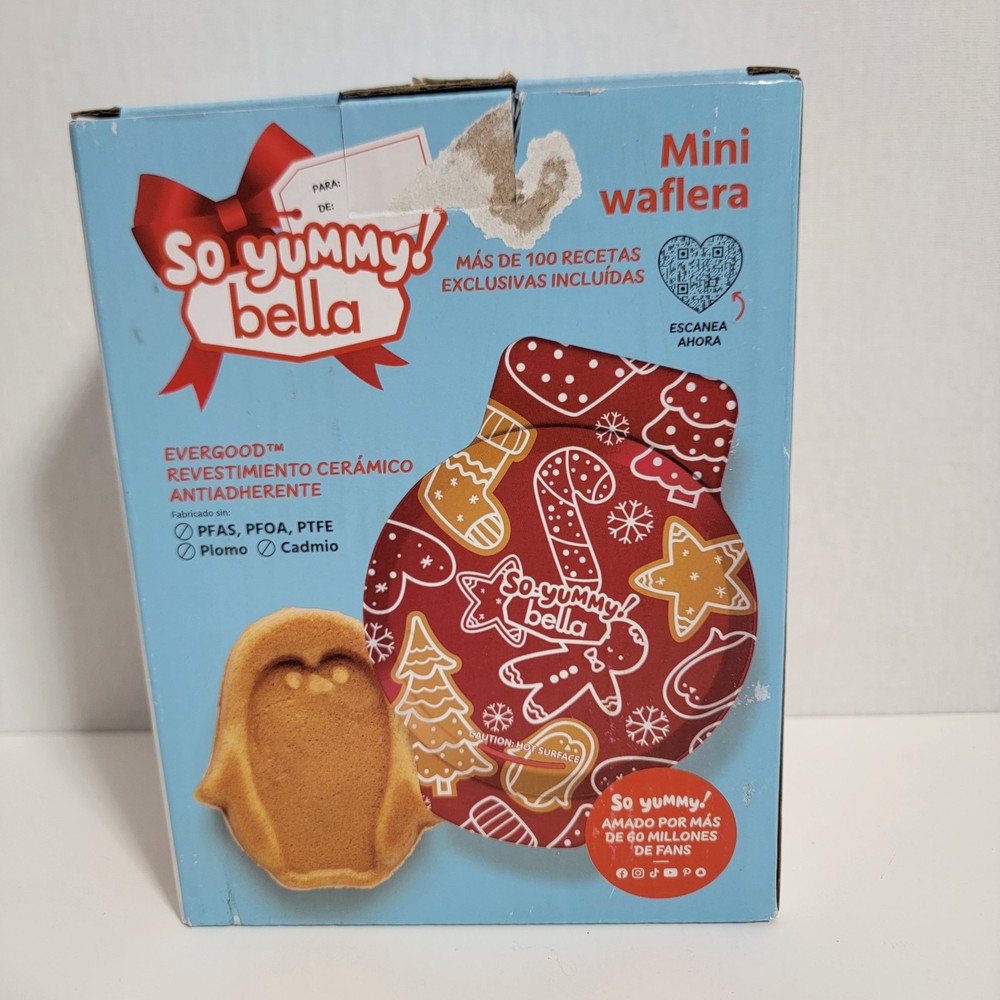 PARA:
DE:
So yummy!
bella
Mini
waflera
MÁS DE 100 RECETAS
EXCLUSIVAS INCLUÍDAS
ESCANEA
AHORA
EVERGOOD™
REVESTIMIENTO CERÁMICO
ANTIADHERENTE
Fabricado sin:
PFAS, PFOA, PTFE
Plomo Cadmio
So yummy!
bella
CAUTION: HOT SURFACE
So yummy!
AMADO POR MÁS
DE 60 MILLONES
DE FANS